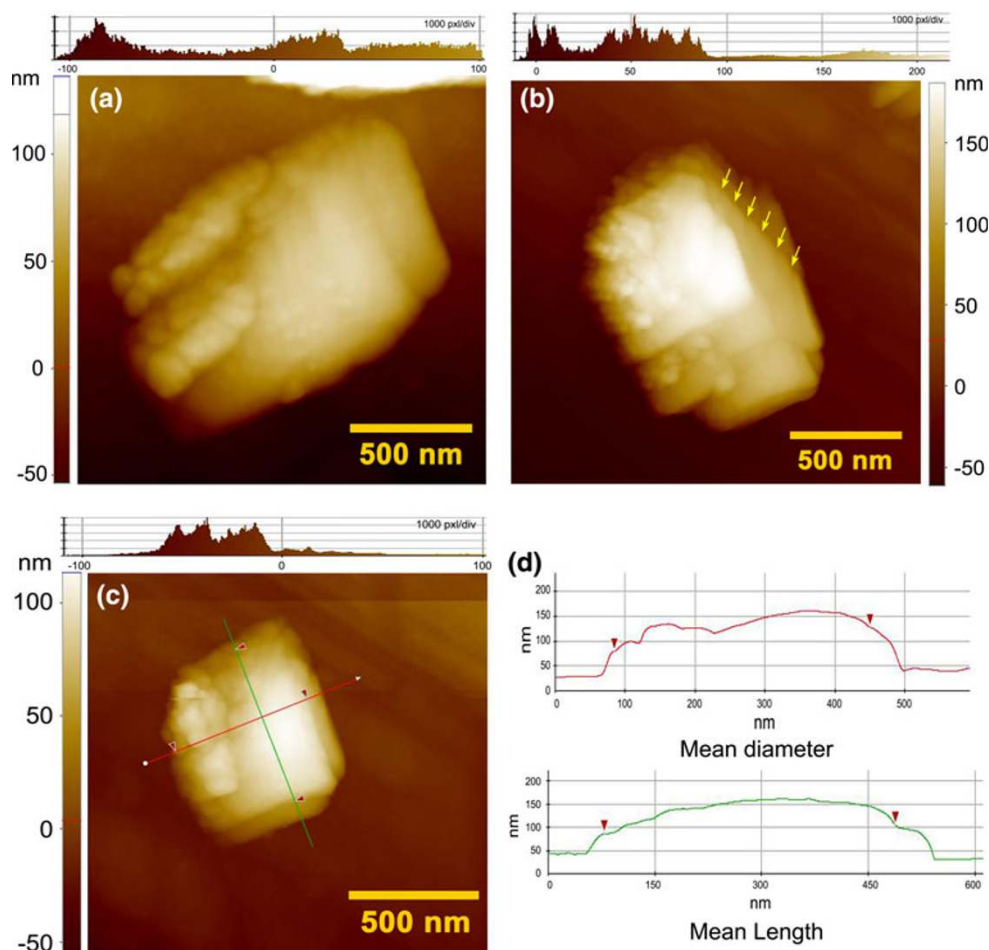 1000 pxl/div
-100 0 100
nm
(a)
100
50
0
-50
500 nm
1000 pxl/div
0 50 100 150 200
(b)
nm
150
100
50
0
-50
500 nm
1000 pxl/div
-100 0 100
nm
(c)
100
50
0
-50
500 nm
(d)
200
150
100
50
0
nm
0 100 200 300 400 500
nm
Mean diameter
200
150
100
50
0
nm
0 150 300 450 600
nm
Mean Length